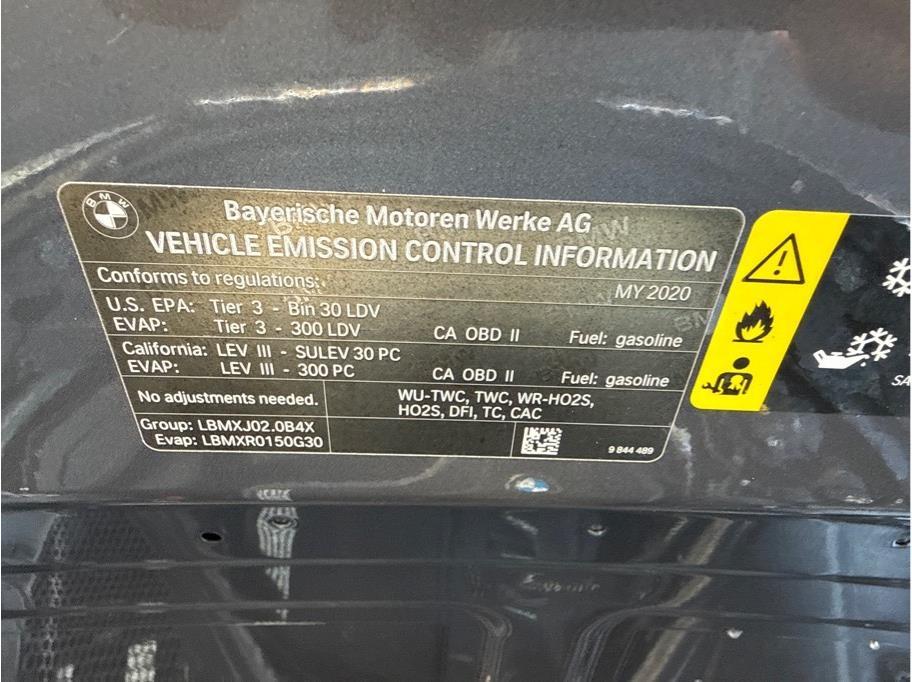 BMW
Bayerische Motoren Werke AG
VEHICLE EMISSION CONTROL INFORMATION
Conforms to regulations:
MY 2020
U.S. EPA: Tier 3 - Bin 30 LDV
EVAP: Tier 3 - 300 LDV CA OBD II Fuel: gasoline
California: LEV III - SULEV 30 PC
EVAP: LEV III - 300 PC CA OBD II Fuel: gasoline
No adjustments needed.
WU-TWC, TWC, WR-HO2S,
HO2S, DFI, TC, CAC
Group: LBMXJ02.0B4X
Evap: LBMXR0150G30
9 844 489
SA